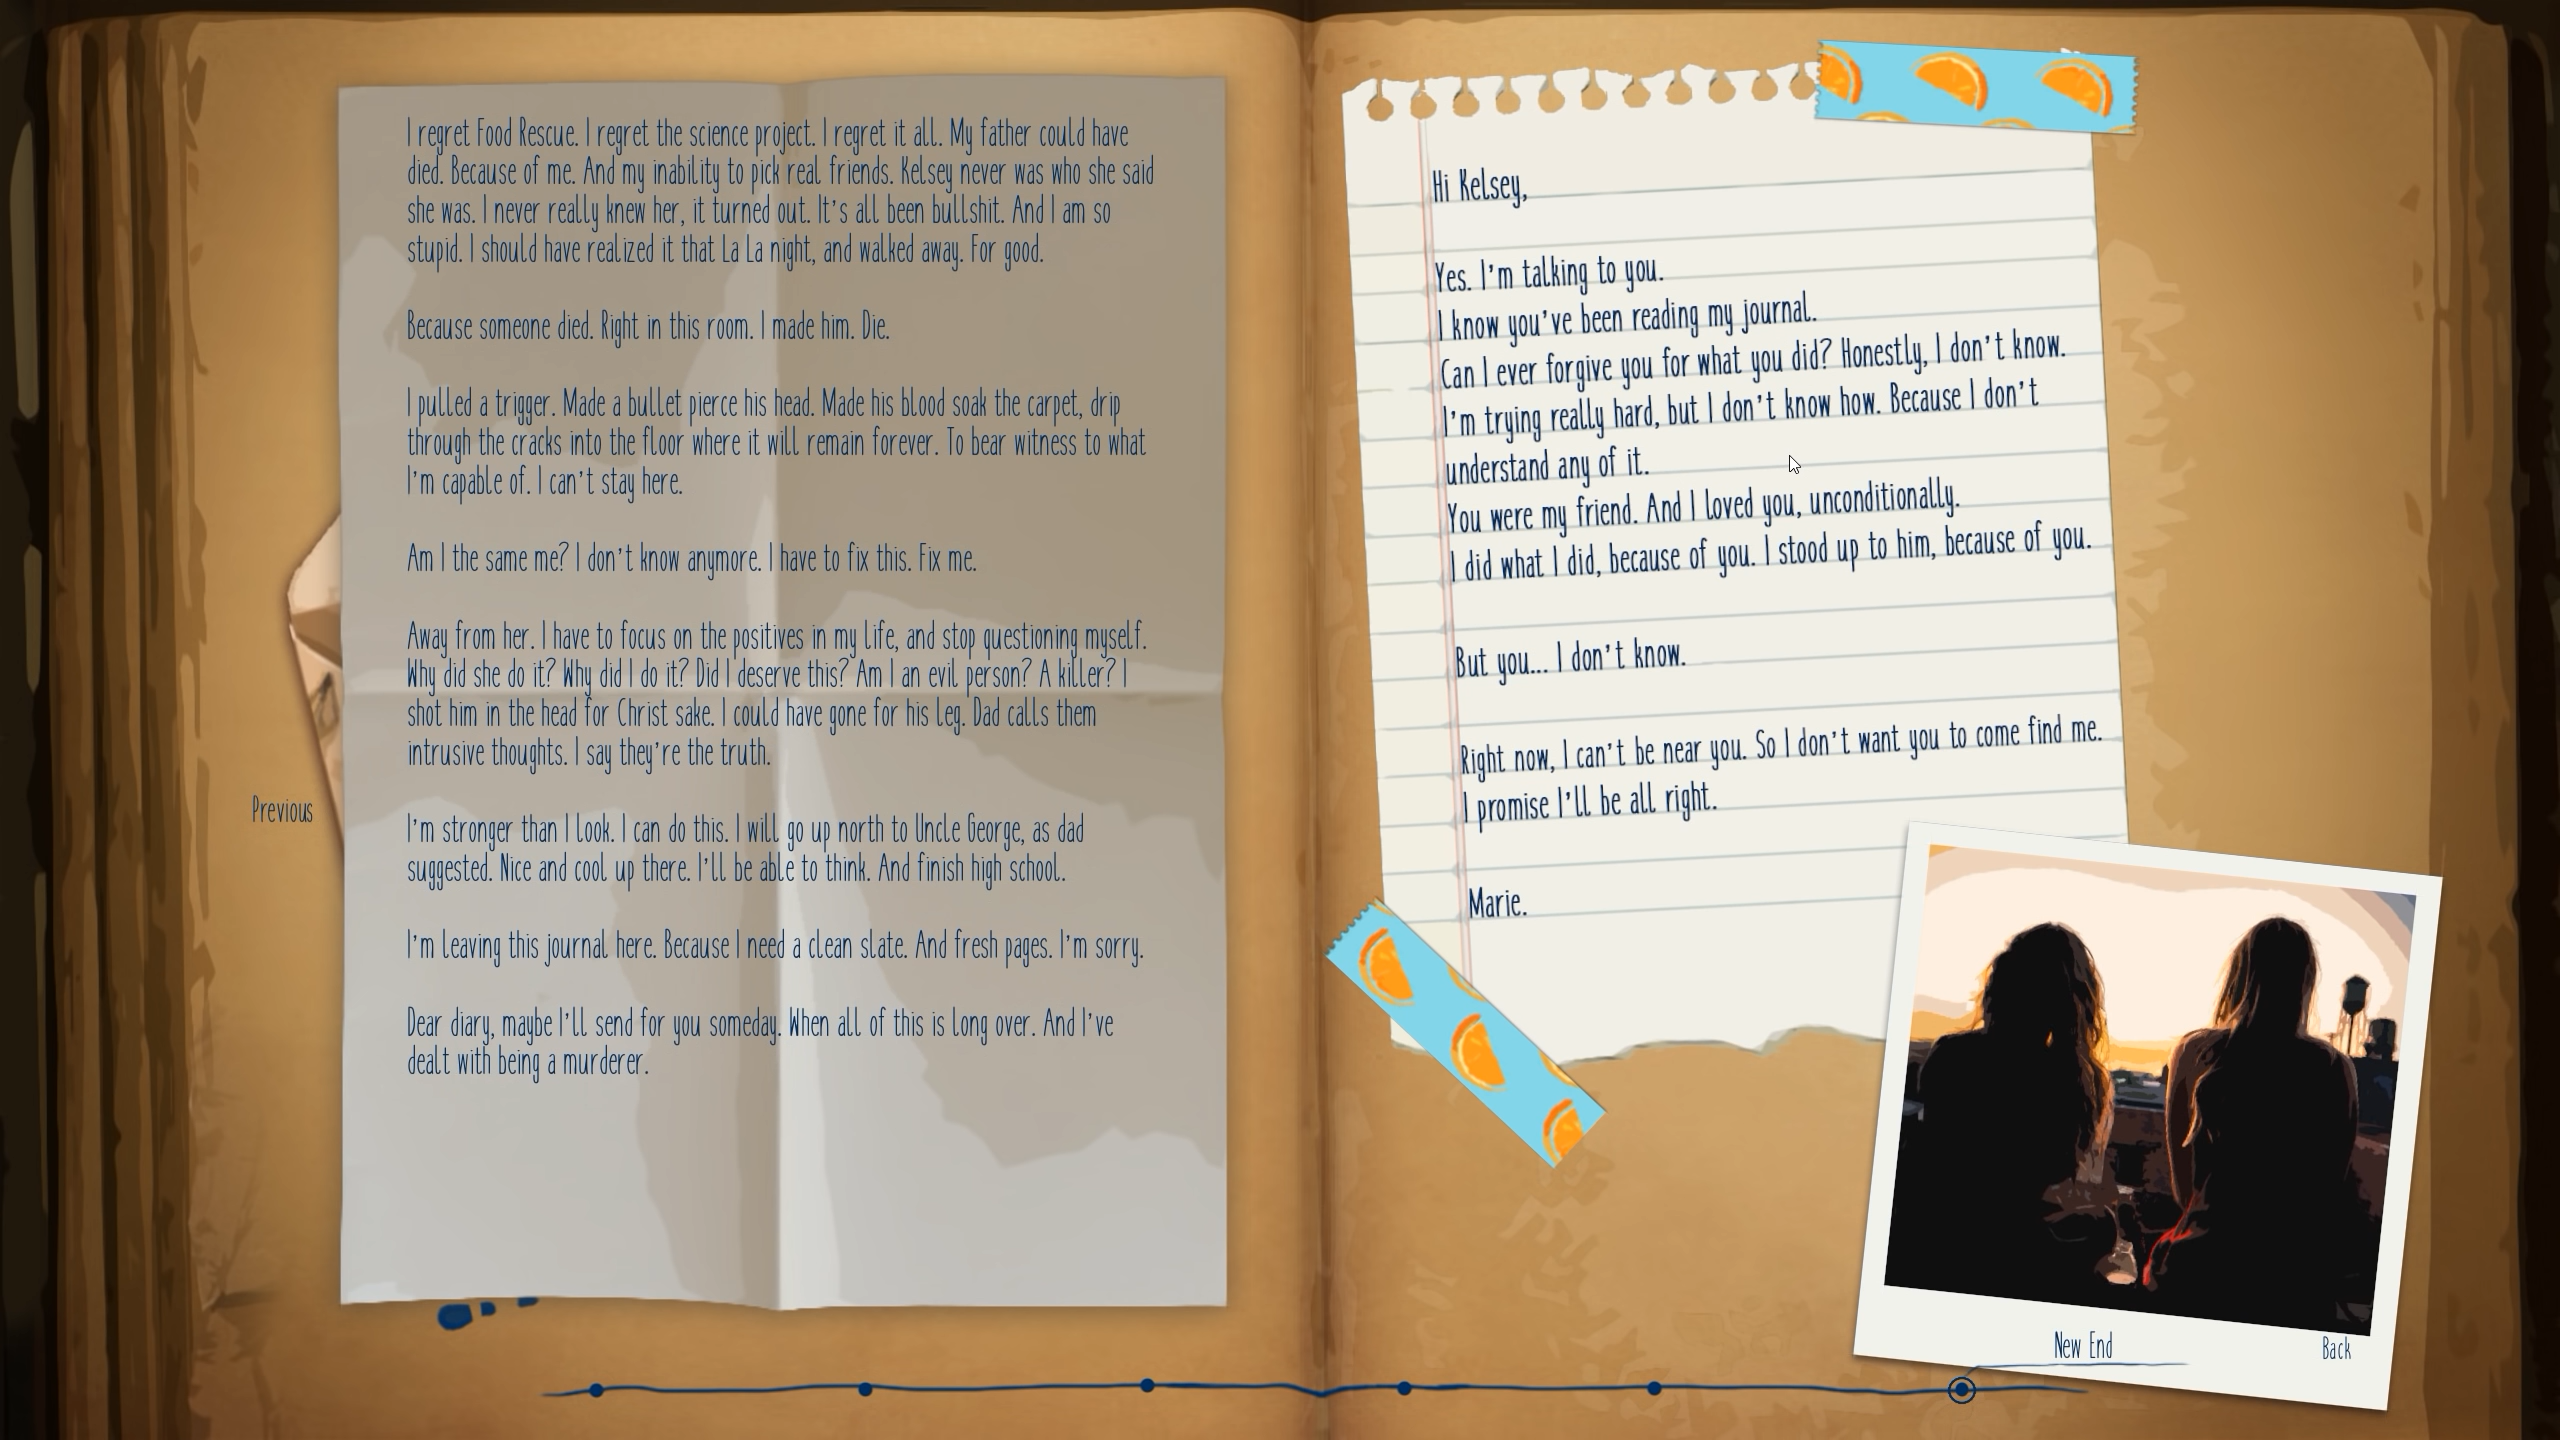 I regret Food Rescue. I regret the science project. I regret it all. My father could have
died. Because of me. And my inability to pick real friends. Kelsey never was who she said
she was. I never really knew her, it turned out. It's all been bullshit. And I am so
stupid. I should have realized it that La La night, and walked away. For good.
Because someone died. Right in this room. I made him. Die.
I pulled a trigger. Made a bullet pierce his head. Made his blood soak the carpet, drip
through the cracks into the floor where it will remain forever. To bear witness to what
I'm capable of. I can't stay here.
Am I the same me? I don't know anymore. I have to fix this. Fix me.
Away from her. I have to focus on the positives in my life, and stop questioning myself.
Why did she do it? Why did I do it? Did I deserve this? Am I an evil person? A killer? I
shot him in the head for Christ sake. I could have gone for his leg. Dad calls them
intrusive thoughts. I say they're the truth.
I'm stronger than I look. I can do this. I will go up north to Uncle George, as dad
suggested. Nice and cool up there. I'll be able to think. And finish high school.
I'm leaving this journal here. Because I need a clean slate. And fresh pages. I'm sorry.
Dear diary, maybe I'll send for you someday. When all of this is long over. And I've
dealt with being a murderer.
Previous
Hi Kelsey,
Yes. I'm talking to you.
I know you've been reading my journal.
Can I ever forgive you for what you did? Honestly, I don't know.
I'm trying really hard, but I don't know how. Because I don't
understand any of it.
You were my friend. And I loved you, unconditionally.
I did what I did, because of you. I stood up to him, because of you.
But you... I don't know.
Right now, I can't be near you. So I don't want you to come find me.
I promise I'll be all right.
Marie.
New End
Back